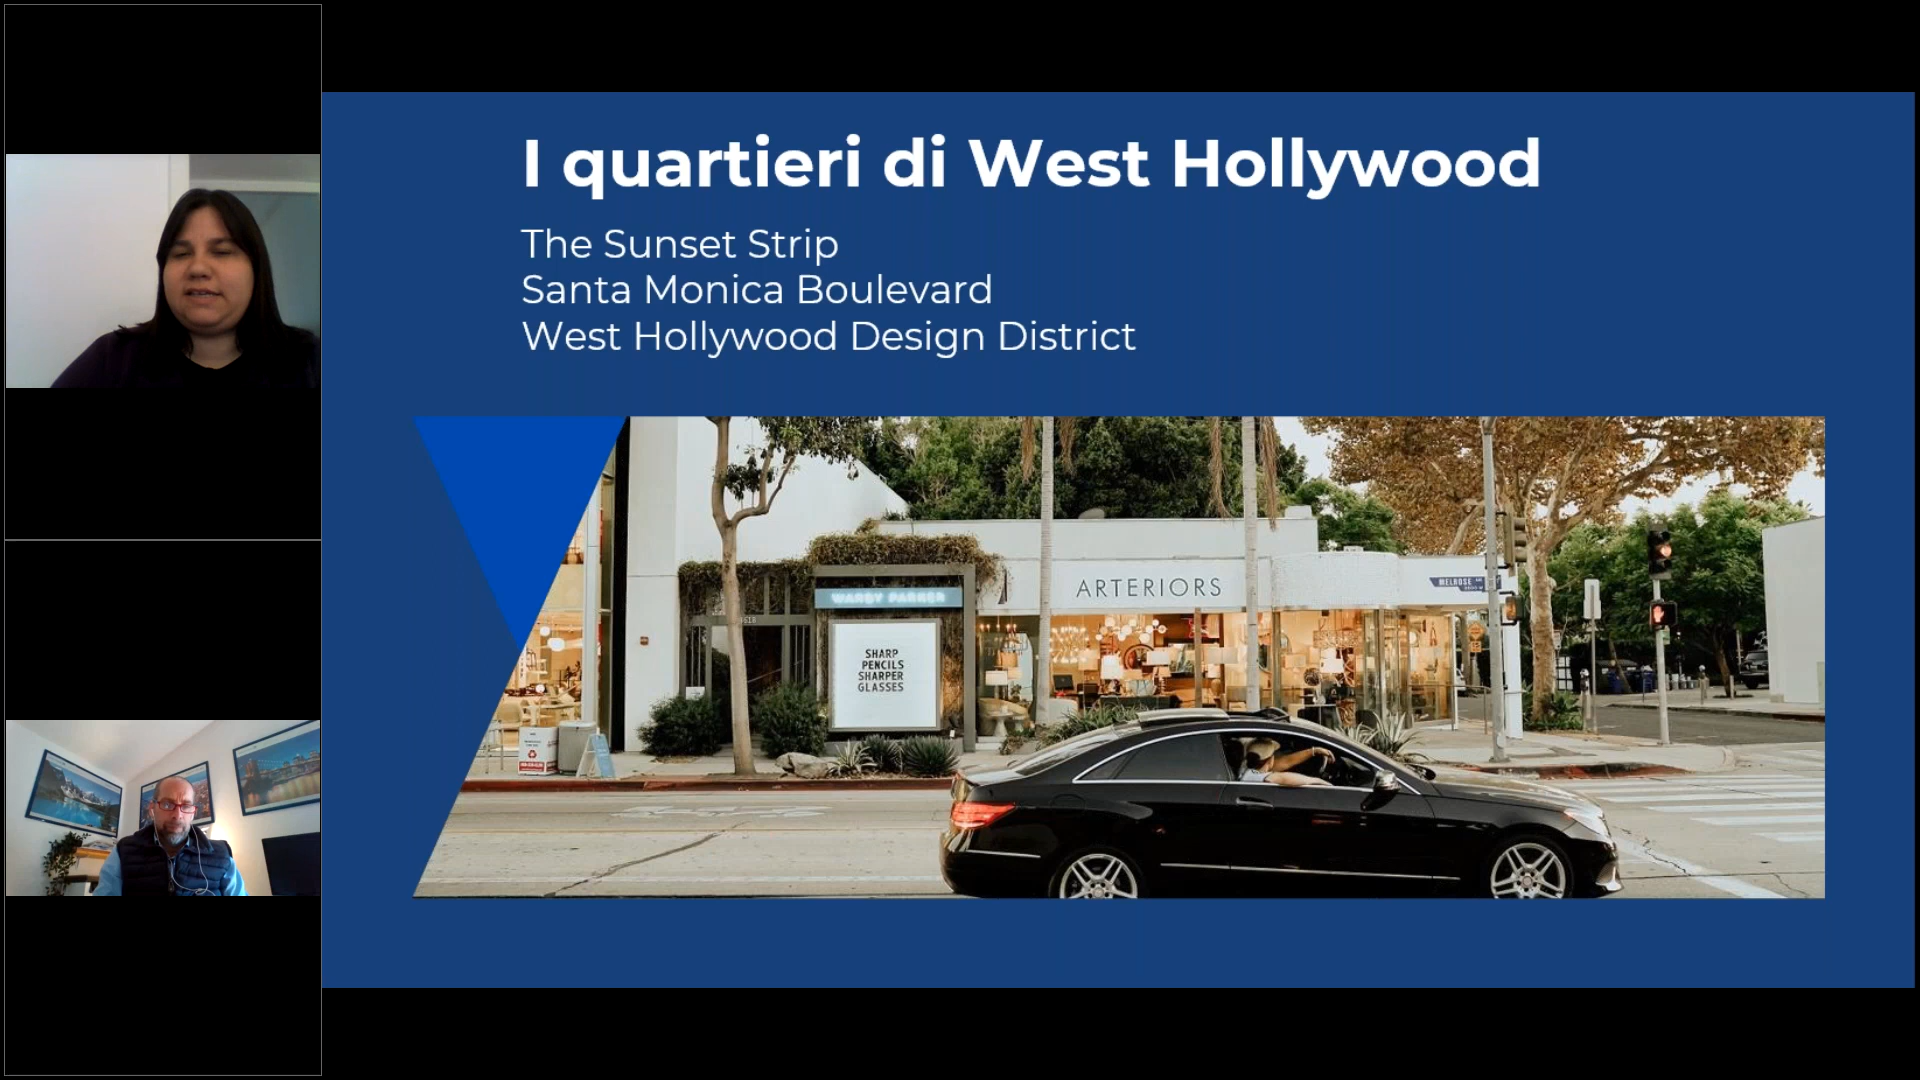 I quartieri di West Hollywood
The Sunset Strip
Santa Monica Boulevard
West Hollywood Design District
WARBY PARKER
ARTERIORS
MELROSE
SHARP
PENCILS
SHARPER
GLASSES